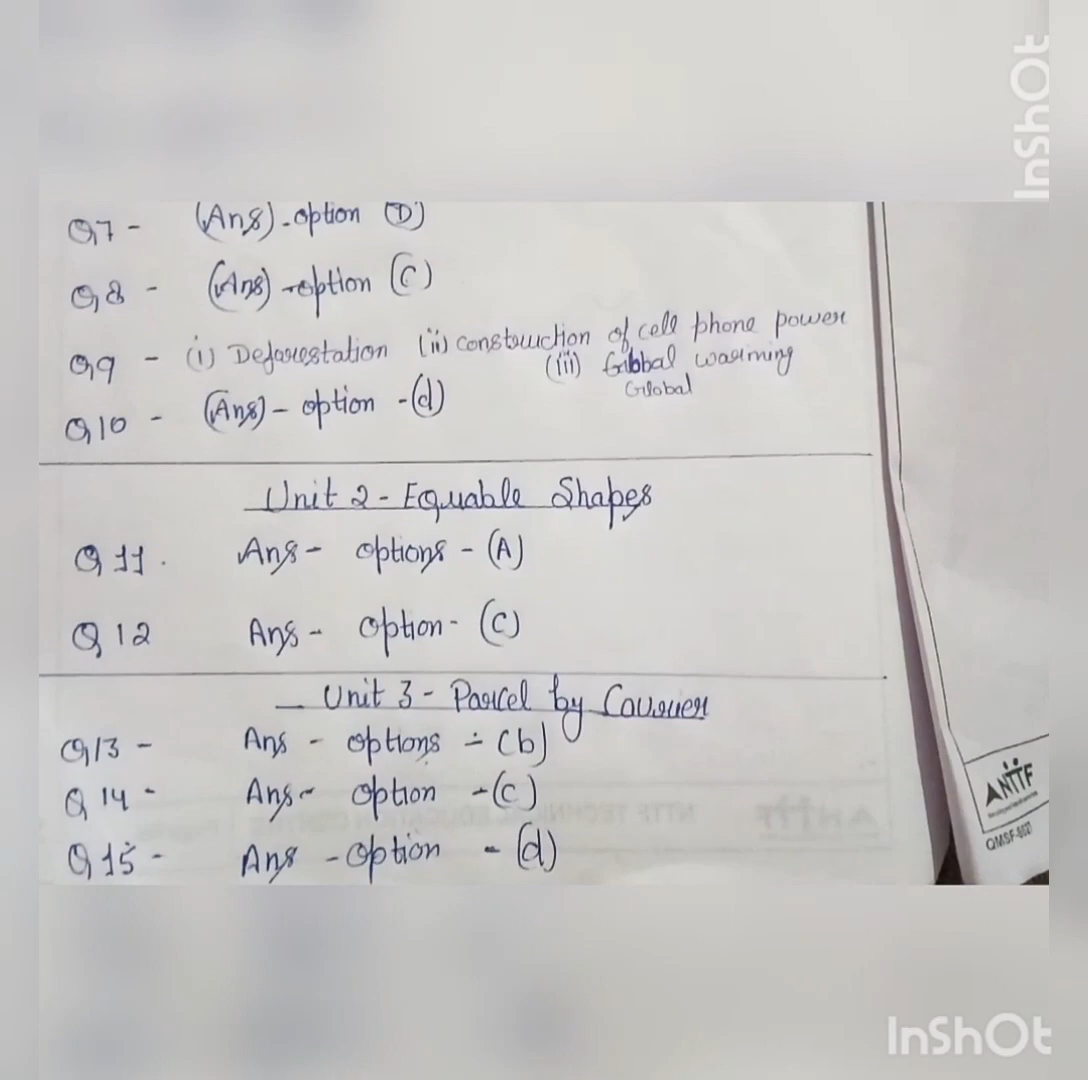 InShOt
Q7 - (Ans) - option (D)
Q8 - (Ans) - option (C)
Q9 - (i) Deforestation (ii) construction of cell phone power
(iii) Glbbal warming
Global
Q10 - (Ans) - option - (d)
Unit 2 - Equable Shapes
Q 11. Ans - options - (A)
Q 12 Ans - option - (C)
Unit 3 - Parcel by Courier
Q13 - Ans - options - (b)
Q 14 - Ans - option - (C)
Q 15 - Ans - option - (d)
NTTF
InShOt